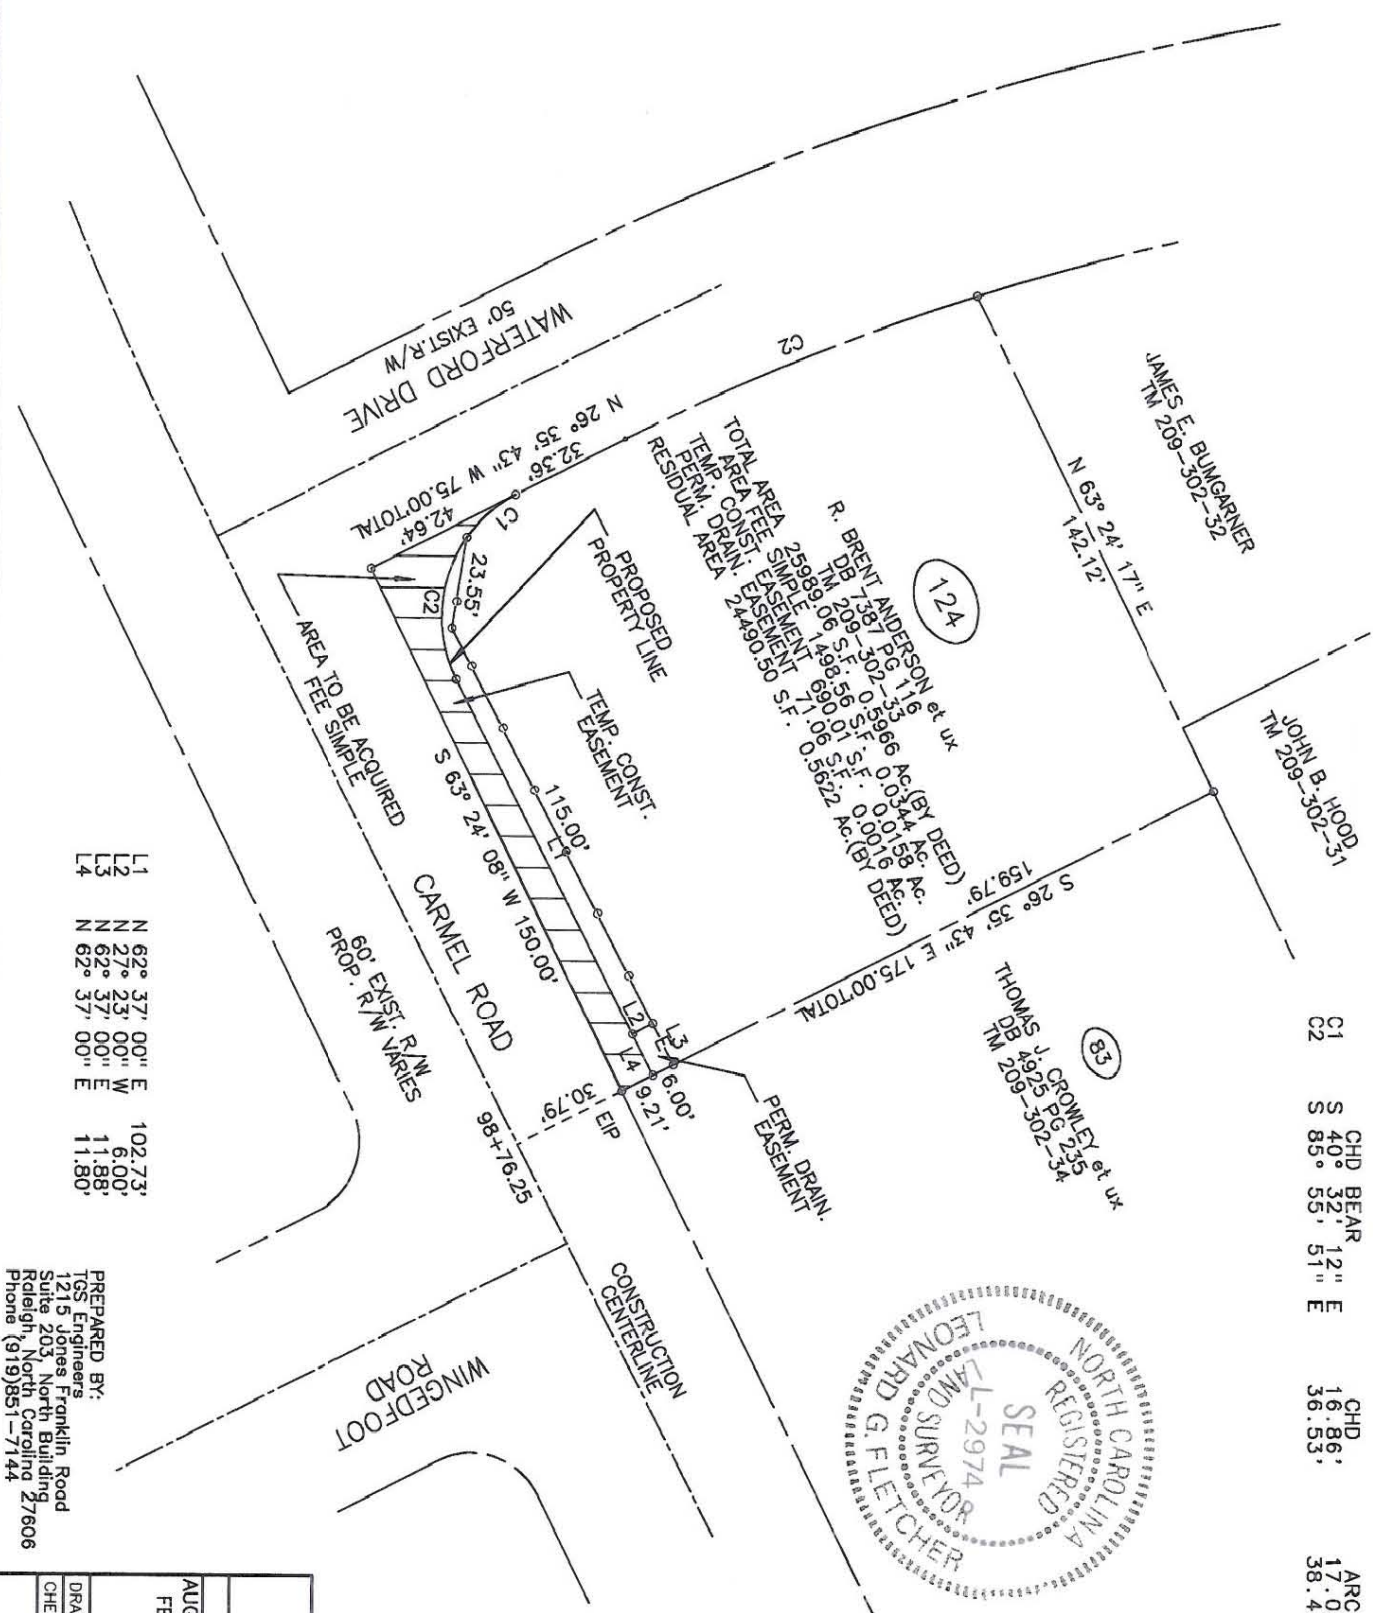 JAMES E. BUMGARNER
TM 209-302-32
JOHN B. HOOD
TM 209-302-31
N 63° 24' 17" E
142.12'
C2
WATERFORD DRIVE
50' EXIST.R/W
N 26° 35' 43" W 75.00'TOTAL
32.36'
42.64'
124
R. BRENT ANDERSON et ux
DB 7387 PG 116
TM 209-302-33
TOTAL AREA 25989.06 S.F. 0.5966 AC.(BY DEED)
AREA FEE SIMPLE 1498.56 S.F. 0.0344 AC.
TEMP. CONST. EASEMENT 690.01 S.F. 0.0158 AC.
PERM. DRAIN. EASEMENT 71.06 S.F. 0.0016 AC.
RESIDUAL AREA 24490.50 S.F. 0.5622 AC.(BY DEED)
S 26° 35' 43" E 175.00'TOTAL
159.79'
83
THOMAS J. CROWLEY et ux
DB 4925 PG 235
TM 209-302-34
C1
23.55'
C2
PROPOSED
PROPERTY LINE
TEMP. CONST.
EASEMENT
115.00'
L1
L2
L3
L4
6.00'
9.21'
PERM. DRAIN.
EASEMENT
EIP
30.79'
98+76.25
S 63° 24' 08" W 150.00'
AREA TO BE ACQUIRED
FEE SIMPLE
CARMEL ROAD
60' EXIST. R/W
PROP. R/W VARIES
CONSTRUCTION
CENTERLINE
WINGEDFOOT
ROAD
CHD BEAR CHD ARC
C1 S 40° 32' 12" E 16.86' 17.0
C2 S 85° 55' 51" E 36.53' 38.4
L1 N 62° 37' 00" E 102.73'
L2 N 27° 23' 00" W 6.00'
L3 N 62° 37' 00" E 11.88'
L4 N 62° 37' 00" E 11.80'
NORTH CAROLINA
REGISTERED
SEAL
L-2974
LAND SURVEYOR
LEONARD G. FLETCHER
PREPARED BY:
TGS Engineers
1215 Jones Franklin Road
Suite 203, North Building
Raleigh, North Carolina 27606
Phone (919)851-7144
AUG
FE
DRA
CHE